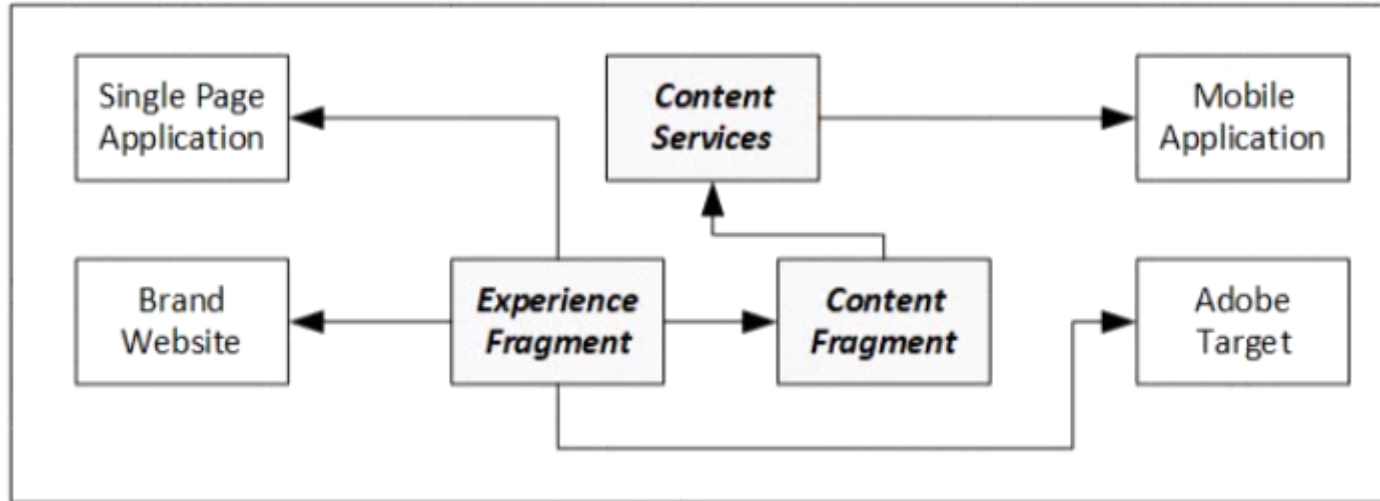 Single Page
Application
Content
Services
Mobile
Application
Brand
Website
Experience
Fragment
Content
Fragment
Adobe
Target